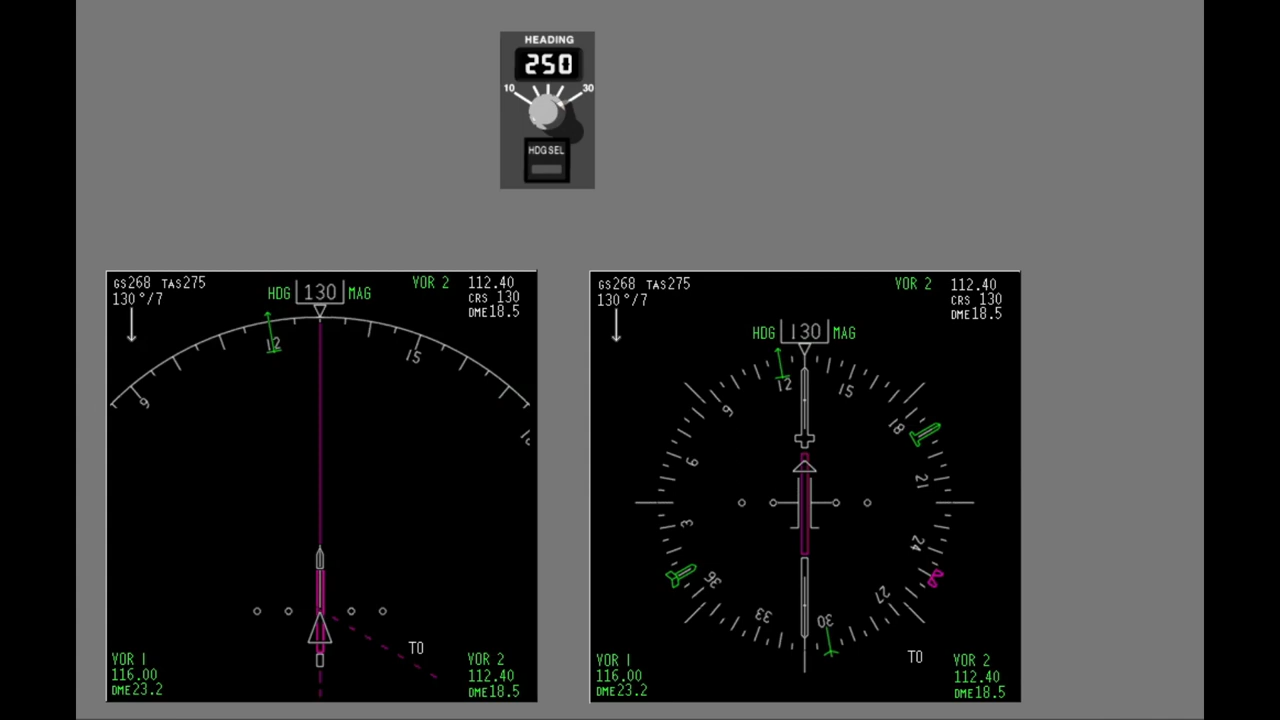 HEADING
250
10 30
HDG SEL
GS268 TAS275
130°/7
HDG 130 MAG
VOR 2
112.40
CRS 130
DME18.5
12
15
9
VOR 1
116.00
DME23.2
TO
VOR 2
112.40
DME18.5
GS268 TAS275
130°/7
HDG 130 MAG
VOR 2
112.40
CRS 130
DME18.5
12
15
9
18
6
21
3
24
36
27
33
30
VOR 1
116.00
DME23.2
TO
VOR 2
112.40
DME18.5